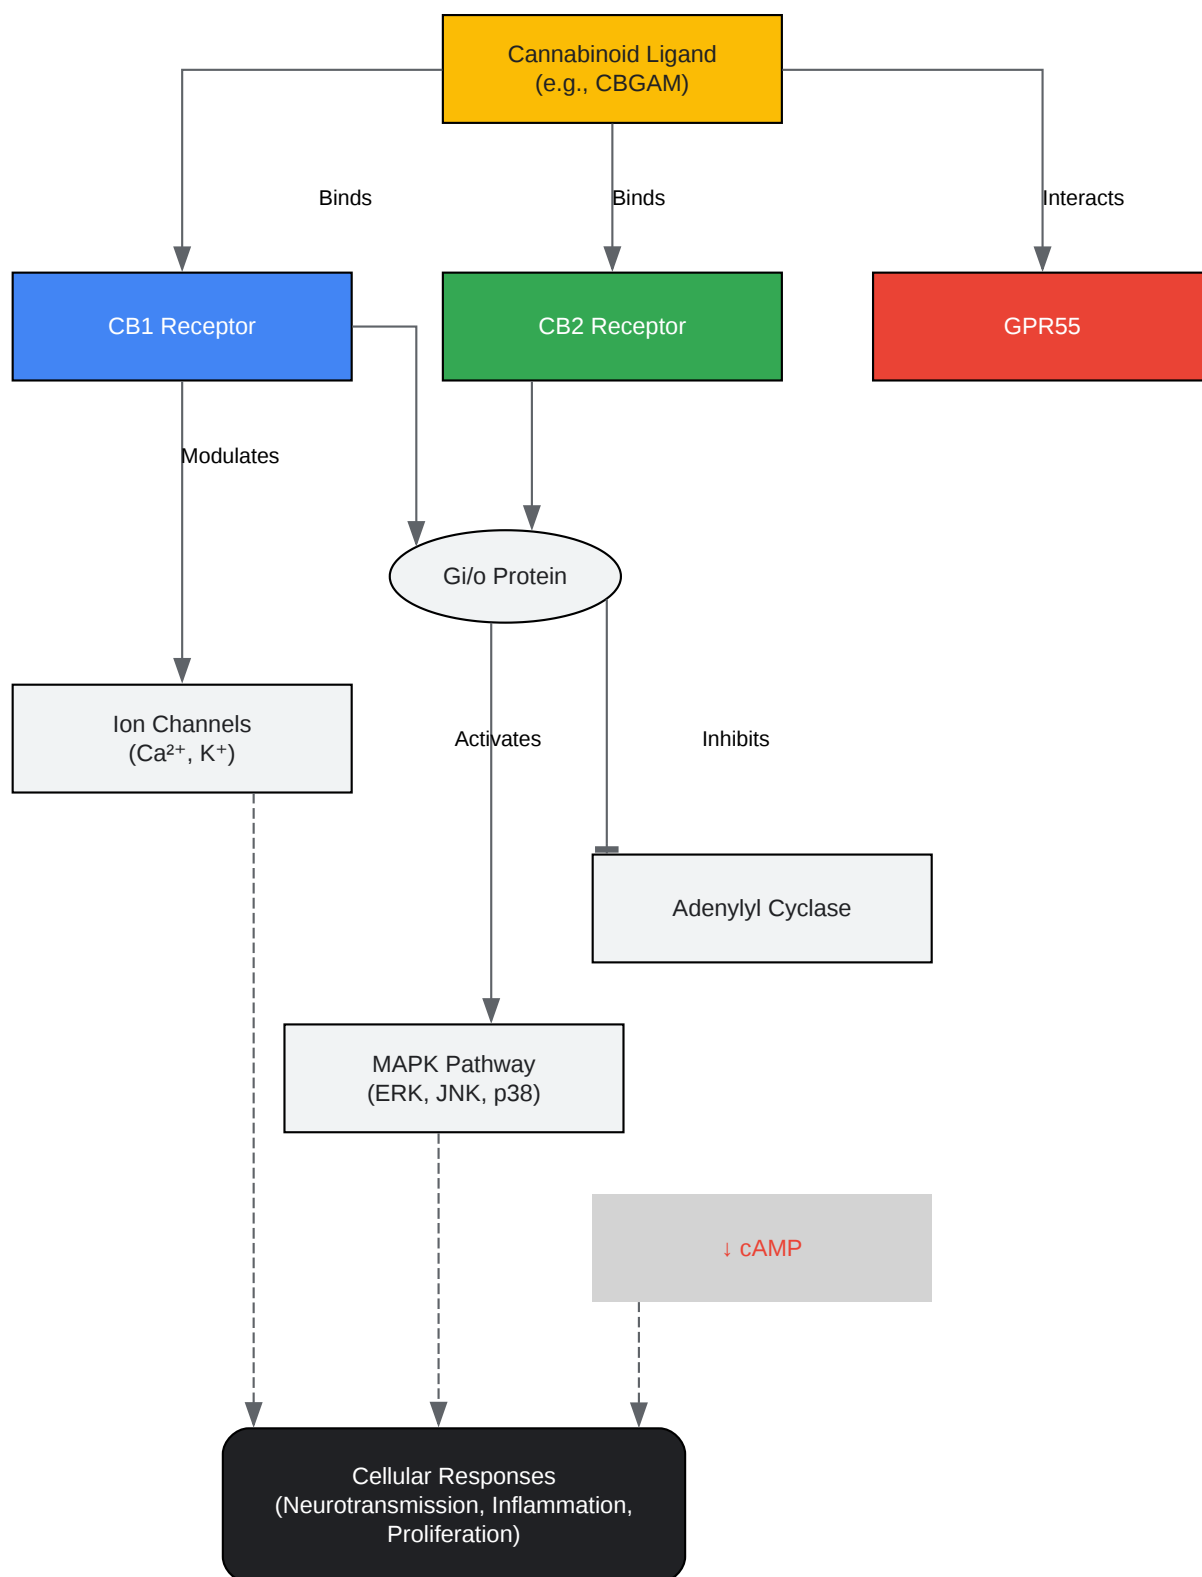 Cannabinoid Ligand
(e.g., CBGAM)
Binds
Binds
Interacts
CB1 Receptor
CB2 Receptor
GPR55
Modulates
Gi/o Protein
Ion Channels
(Ca²⁺, K⁺)
Activates
Inhibits
Adenylyl Cyclase
MAPK Pathway
(ERK, JNK, p38)
↓ cAMP
Cellular Responses
(Neurotransmission, Inflammation,
Proliferation)